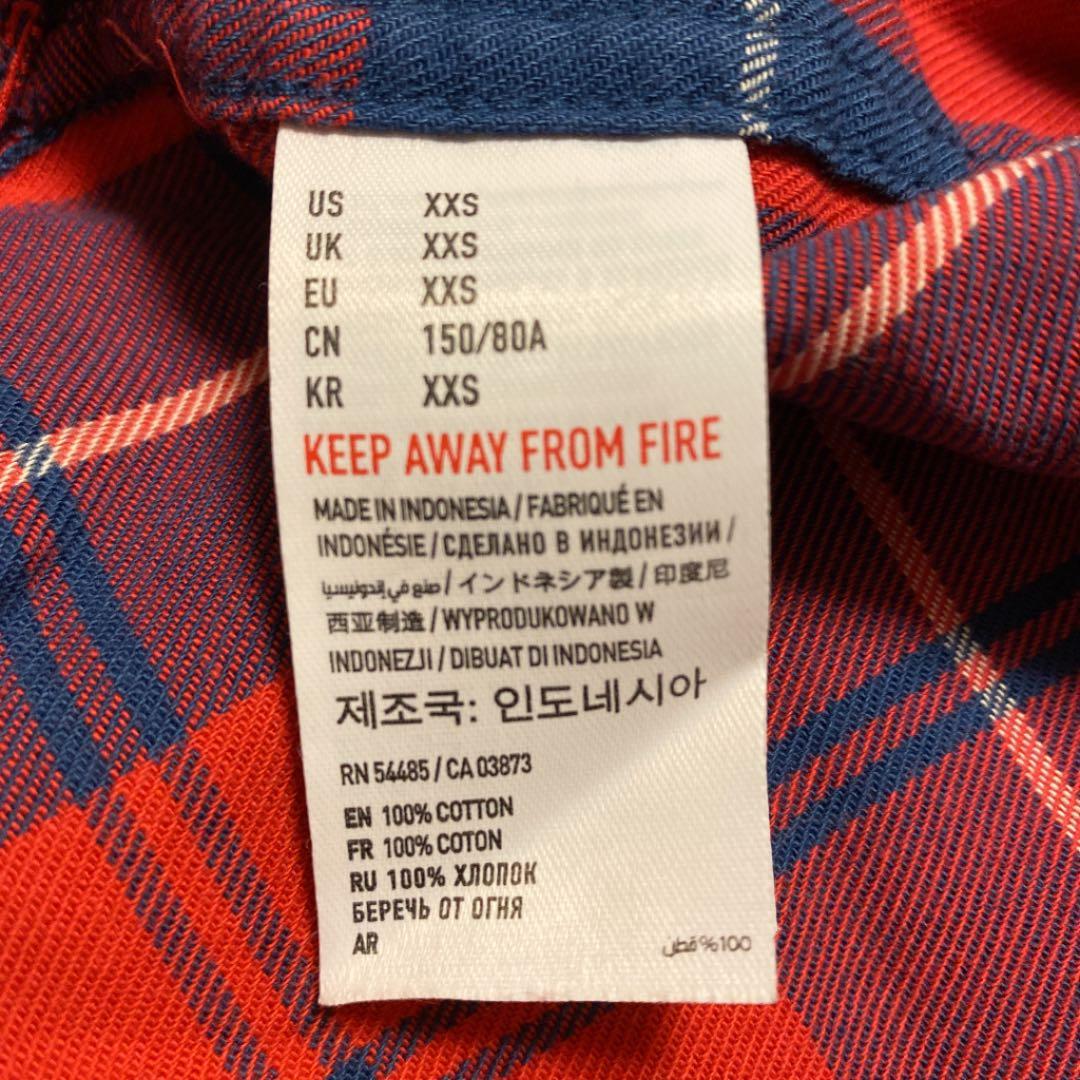 US XXS
UK XXS
EU XXS
CN 150/80A
KR XXS
KEEP AWAY FROM FIRE
MADE IN INDONESIA / FABRIQUÉ EN
INDONÉSIE / СДЕЛАНО В ИНДОНЕЗИИ /
صنع في إندونيسيا / インドネシア製 / 印度尼
西亚制造 / WYPRODUKOWANO W
INDONEZJI / DIBUAT DI INDONESIA
제조국: 인도네시아
RN 54485 / CA 03873
EN 100% COTTON
FR 100% COTON
RU 100% ХЛОПОК
БЕРЕЧЬ ОТ ОГНЯ
AR 100% قطن